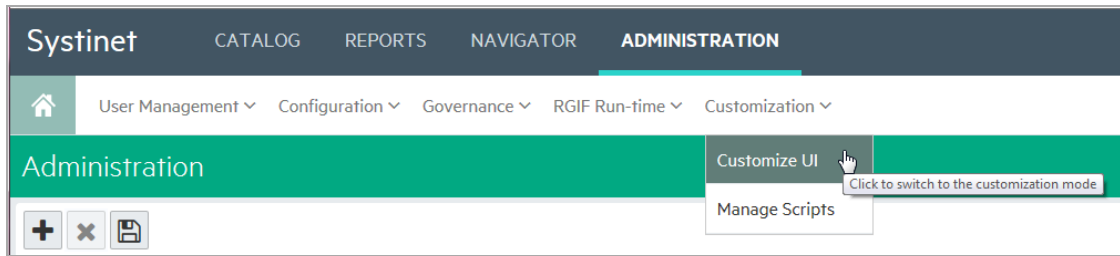 Systinet CATALOG REPORTS NAVIGATOR ADMINISTRATION
User Management Configuration Governance RGIF Run-time Customization
Administration
Customize UI
Click to switch to the customization mode
Manage Scripts